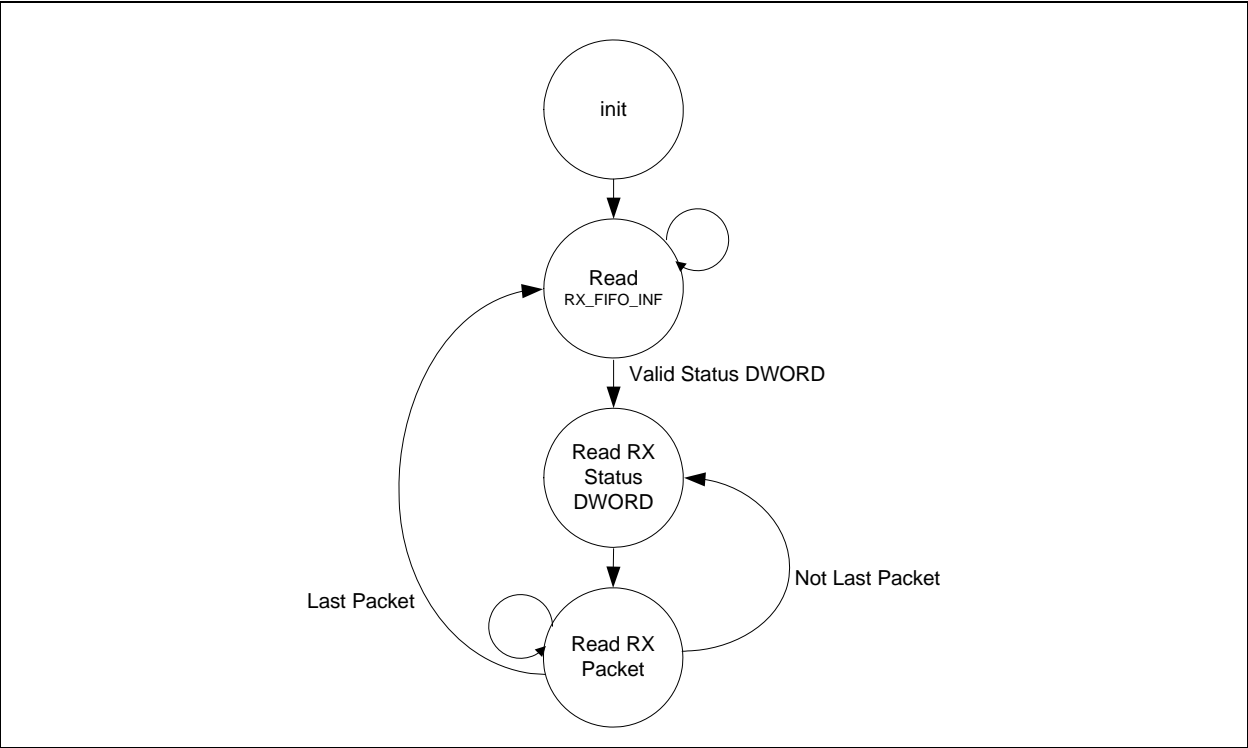 init
Read
RX_FIFO_INF
Valid Status DWORD
Read RX
Status
DWORD
Not Last Packet
Last Packet
Read RX
Packet